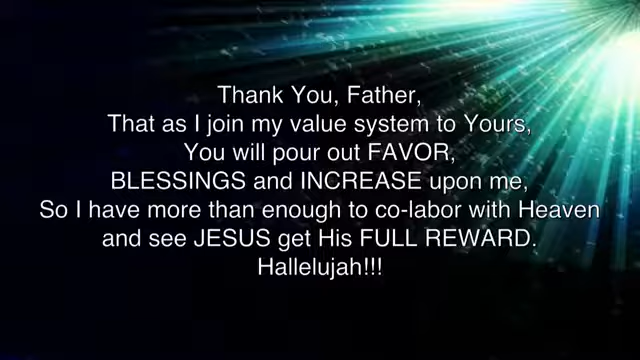 Thank You, Father,
That as I join my value system to Yours,
You will pour out FAVOR,
BLESSINGS and INCREASE upon me,
So I have more than enough to co-labor with Heaven
and see JESUS get His FULL REWARD.
Hallelujah!!!